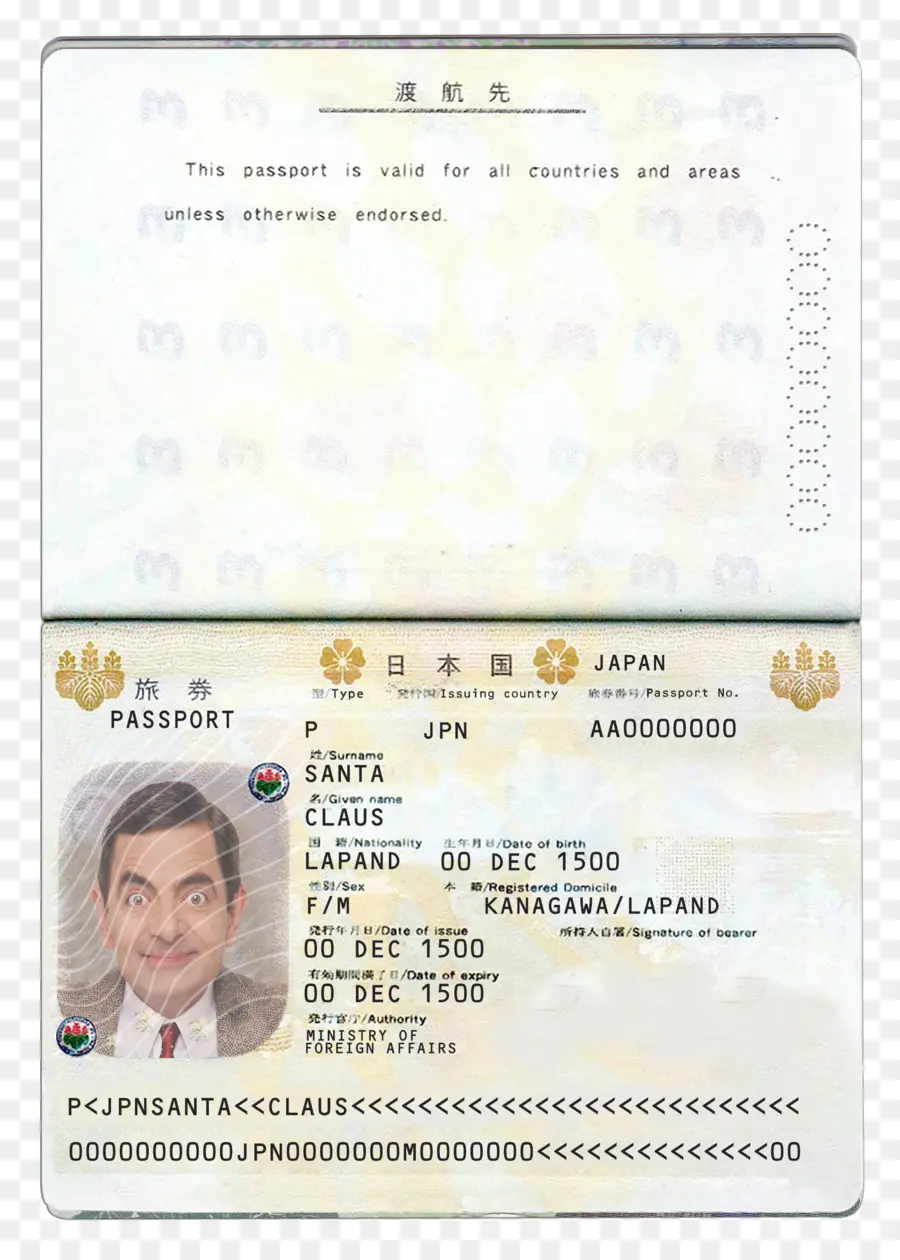 渡航先
This passport is valid for all countries and areas
unless otherwise endorsed.
日本国 JAPAN
旅券
PASSPORT
型/Type 発行国/Issuing country 旅券番号/Passport No.
P JPN AA0000000
姓/Surname
SANTA
名/Given name
CLAUS
国籍/Nationality 生年月日/Date of birth
LAPAND 00 DEC 1500
性別/Sex 本籍/Registered Domicile
F/M KANAGAWA/LAPAND
発行年月日/Date of issue 所持人自署/Signature of bearer
00 DEC 1500
有効期間満了日/Date of expiry
00 DEC 1500
発行官庁/Authority
MINISTRY OF
FOREIGN AFFAIRS
P<JPNSANTA<<CLAUS<<<<<<<<<<<<<<<<<<<<<<<<<<<
0000000000JPN0000000M0000000<<<<<<<<<<<<<<00